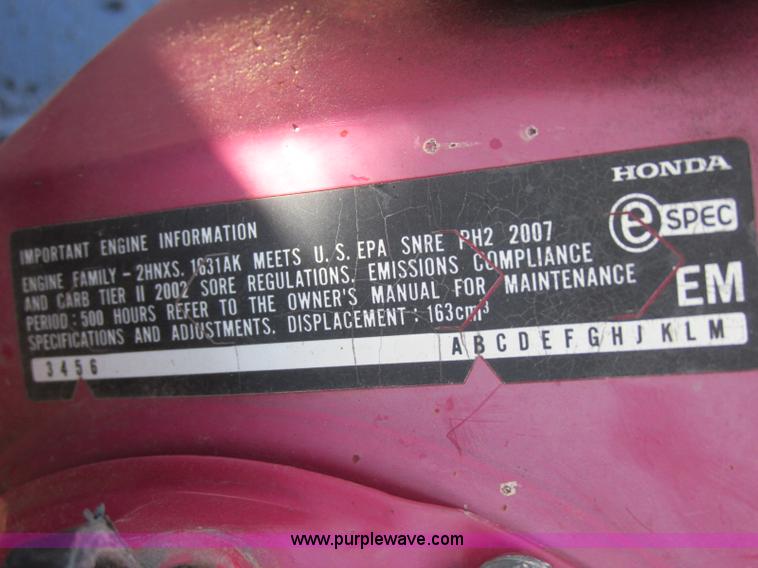 HONDA
e SPEC
EM
IMPORTANT ENGINE INFORMATION
ENGINE FAMILY - 2HNXS. 1631AK MEETS U.S. EPA SNRE PH2 2007
AND CARB TIER II 2002 SORE REGULATIONS. EMISSIONS COMPLIANCE
PERIOD : 500 HOURS REFER TO THE OWNER'S MANUAL FOR MAINTENANCE
SPECIFICATIONS AND ADJUSTMENTS. DISPLACEMENT : 163cm³
3 4 5 6 A B C D E F G H J K L M
www.purplewave.com